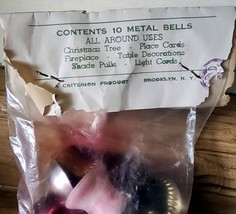 CONTENTS 10 METAL BELLS
ALL AROUND USES
Christmas Tree - Place Cards
Fireplace - Table Decorations
Shade Pulls - Light Cords
CRITERION PRODUCT BROOKLYN, N. Y.